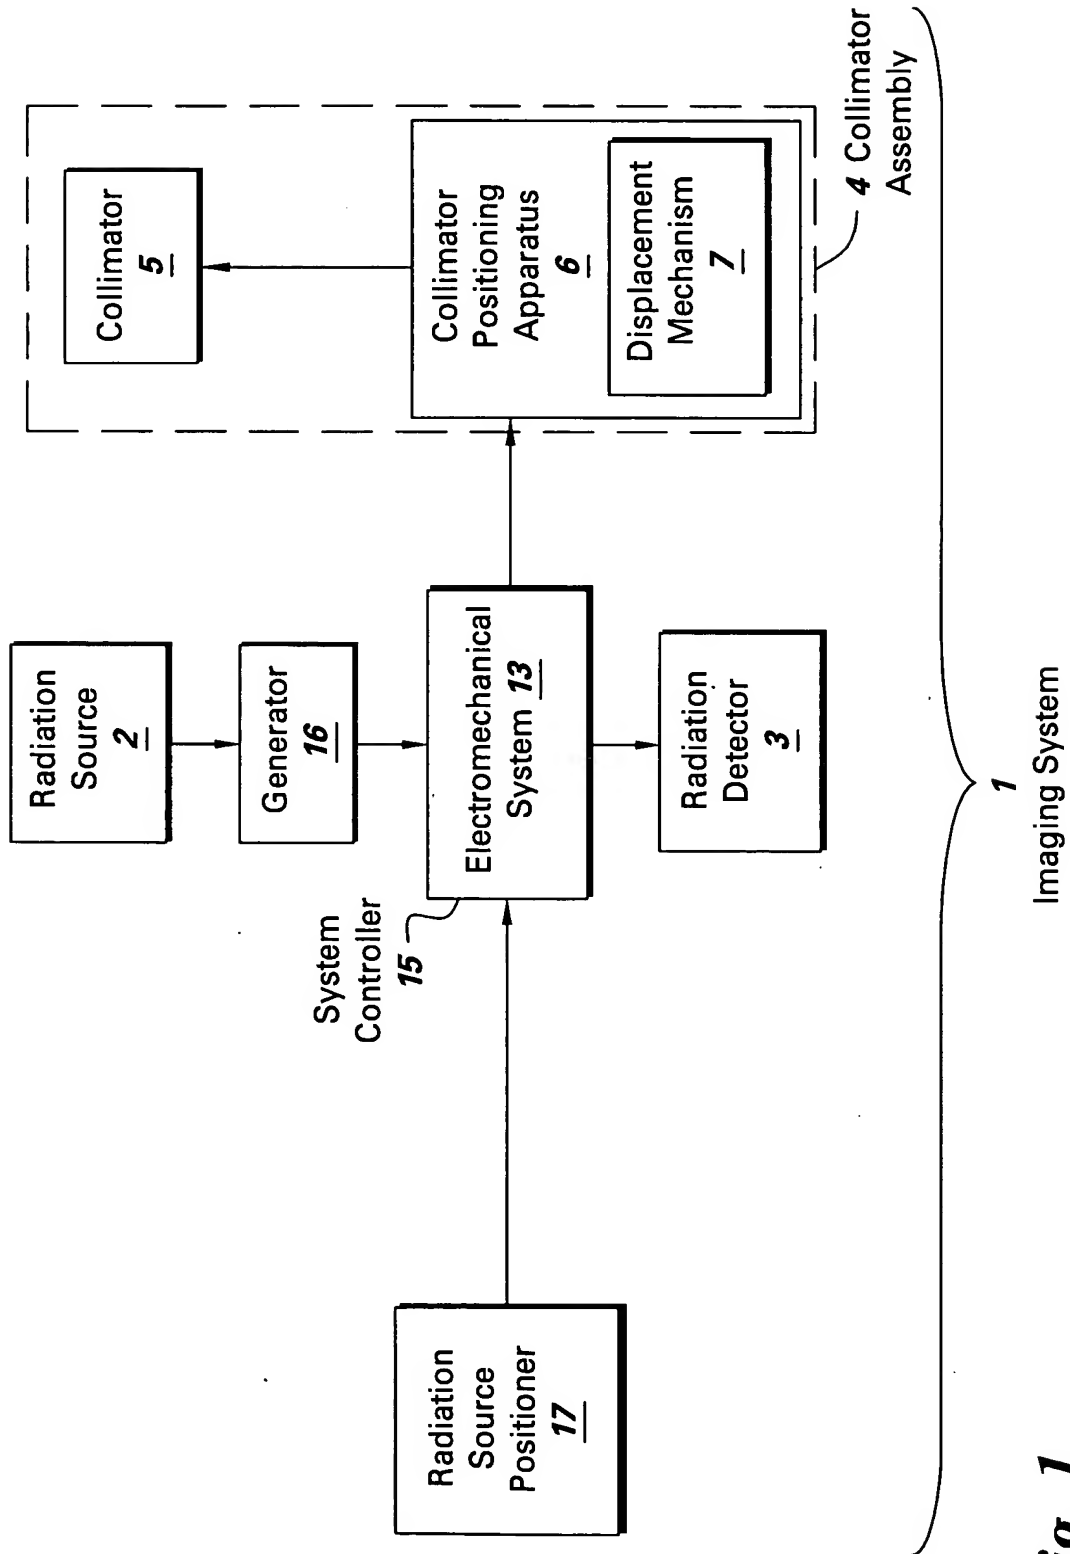 Radiation
Source
2
Generator
16
System
Controller
15
Electromechanical
System 13
Radiation
Detector
3
Radiation
Source
Positioner
17
Collimator
5
Collimator
Positioning
Apparatus
6
Displacement
Mechanism
7
4 Collimator
Assembly
1
Imaging System